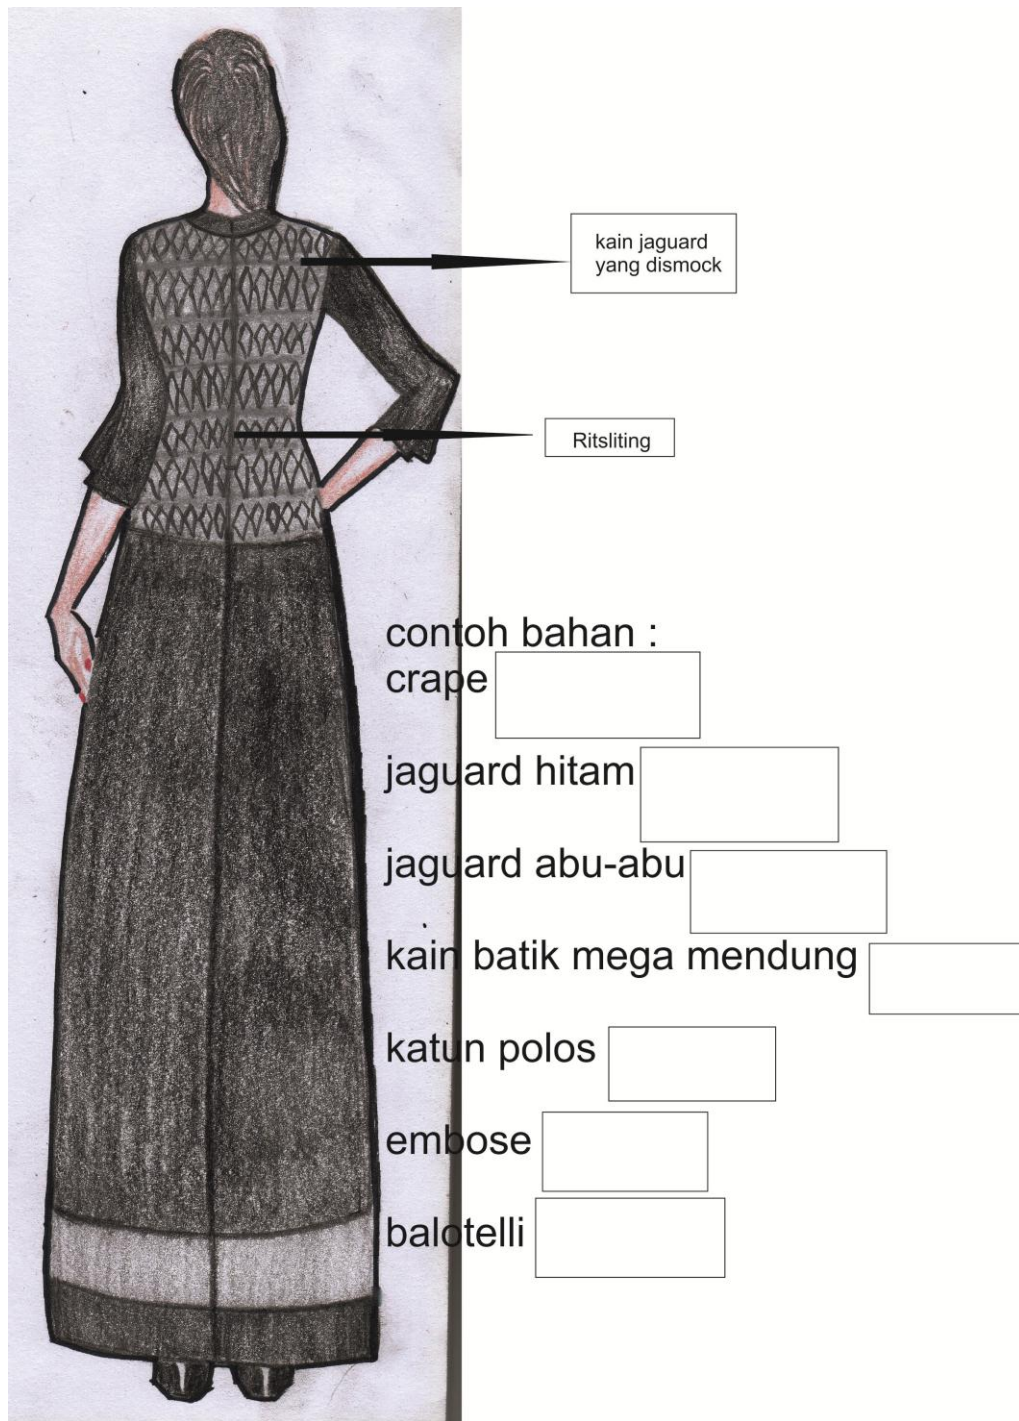 kain jaguard
yang dismock
Ritsliting
contoh bahan :
crape
jaguard hitam
jaguard abu-abu
kain batik mega mendung
katun polos
embose
balotelli